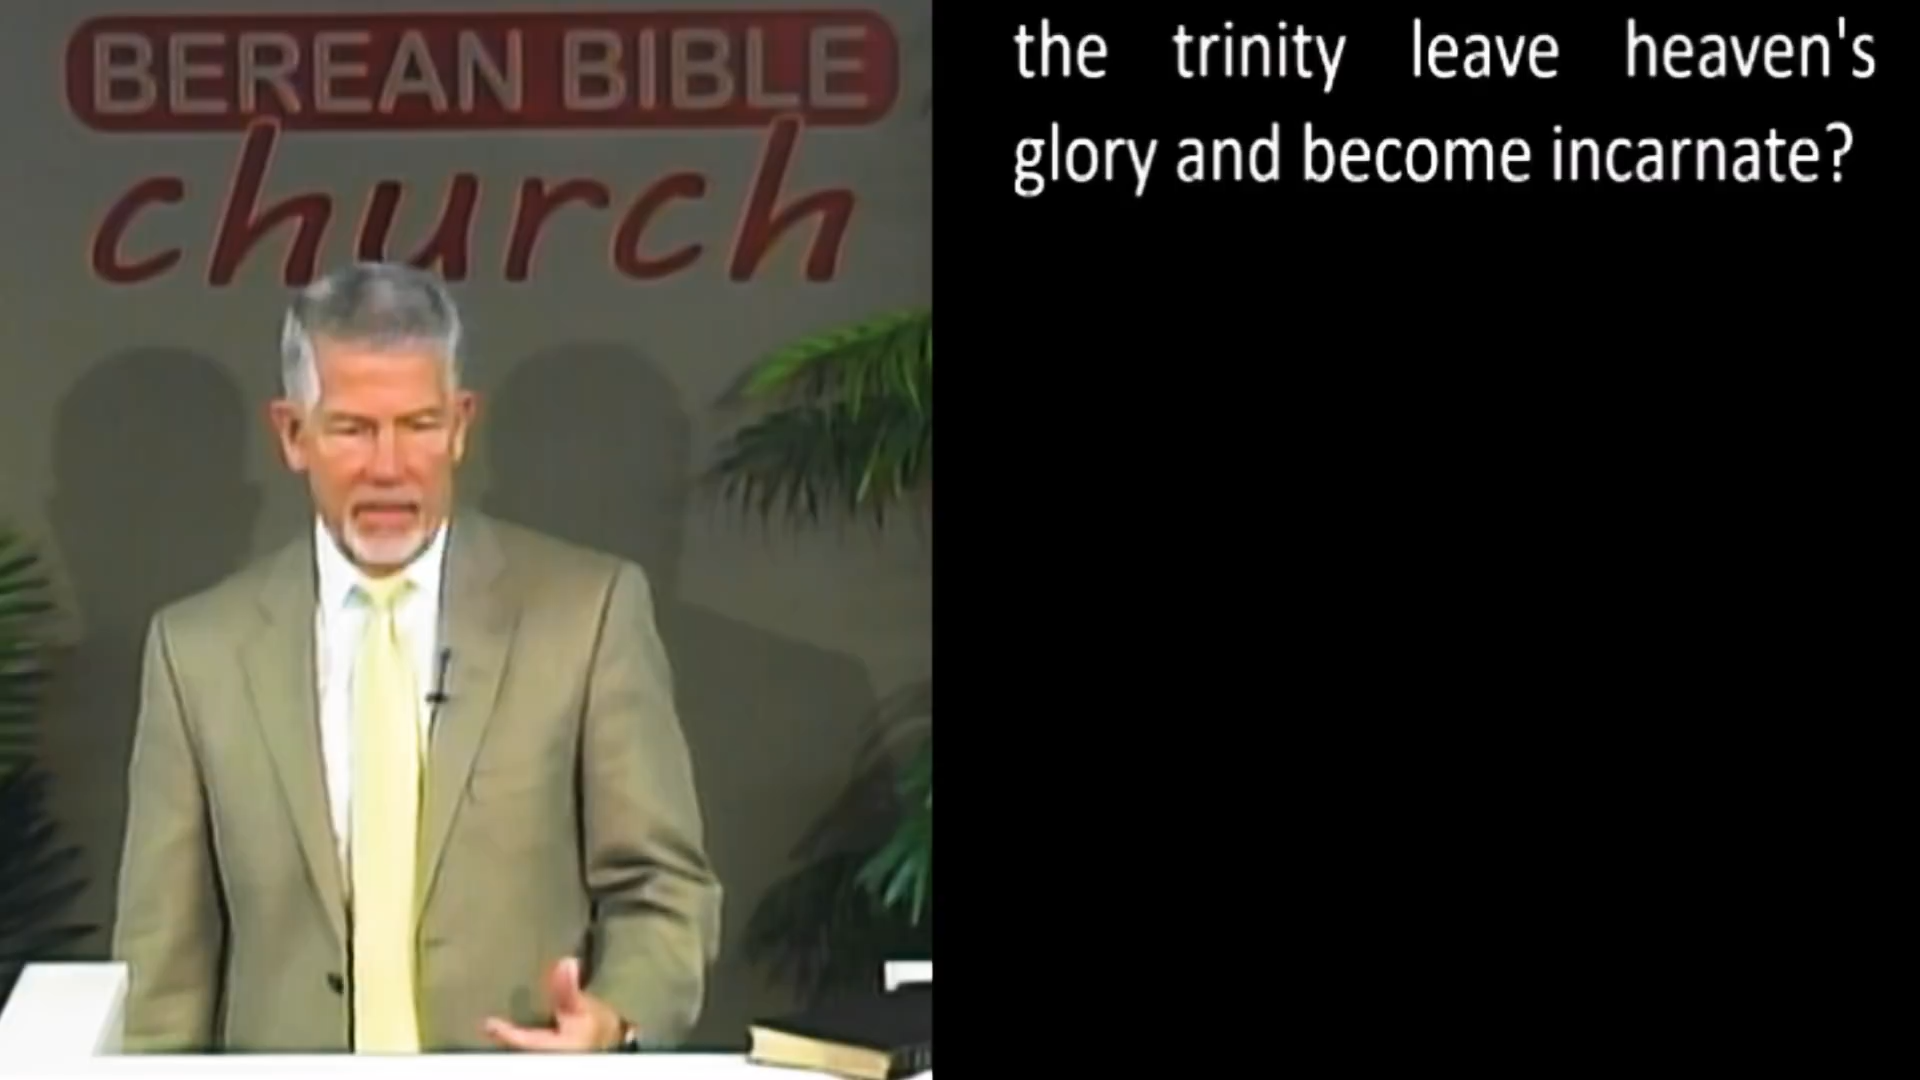 BEREAN BIBLE
church
the trinity leave heaven's
glory and become incarnate?